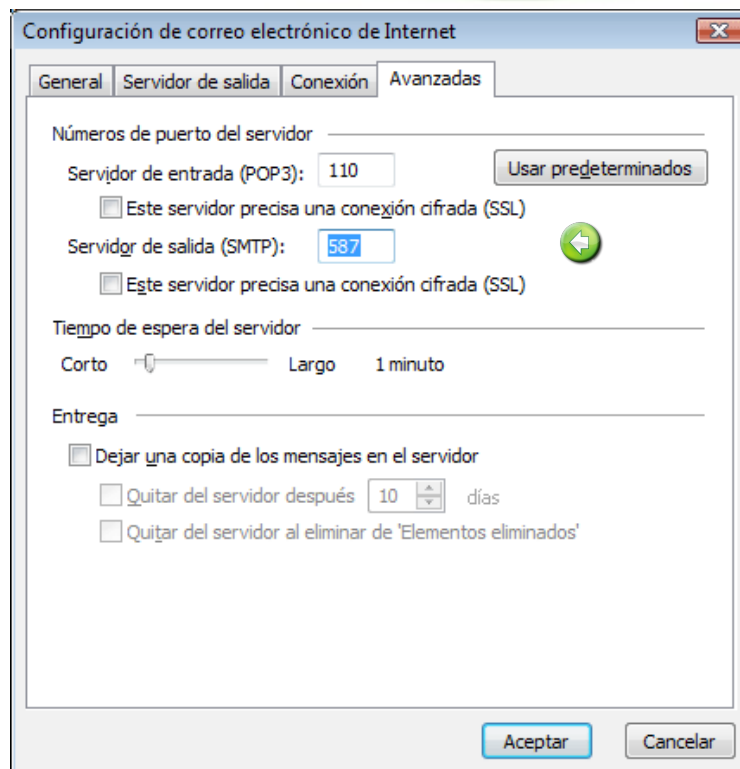 Configuración de correo electrónico de Internet
General Servidor de salida Conexión Avanzadas
Números de puerto del servidor
Servidor de entrada (POP3): 110 Usar predeterminados
Este servidor precisa una conexión cifrada (SSL)
Servidor de salida (SMTP): 587
Este servidor precisa una conexión cifrada (SSL)
Tiempo de espera del servidor
Corto Largo 1 minuto
Entrega
Dejar una copia de los mensajes en el servidor
Quitar del servidor después 10 días
Quitar del servidor al eliminar de 'Elementos eliminados'
Aceptar Cancelar